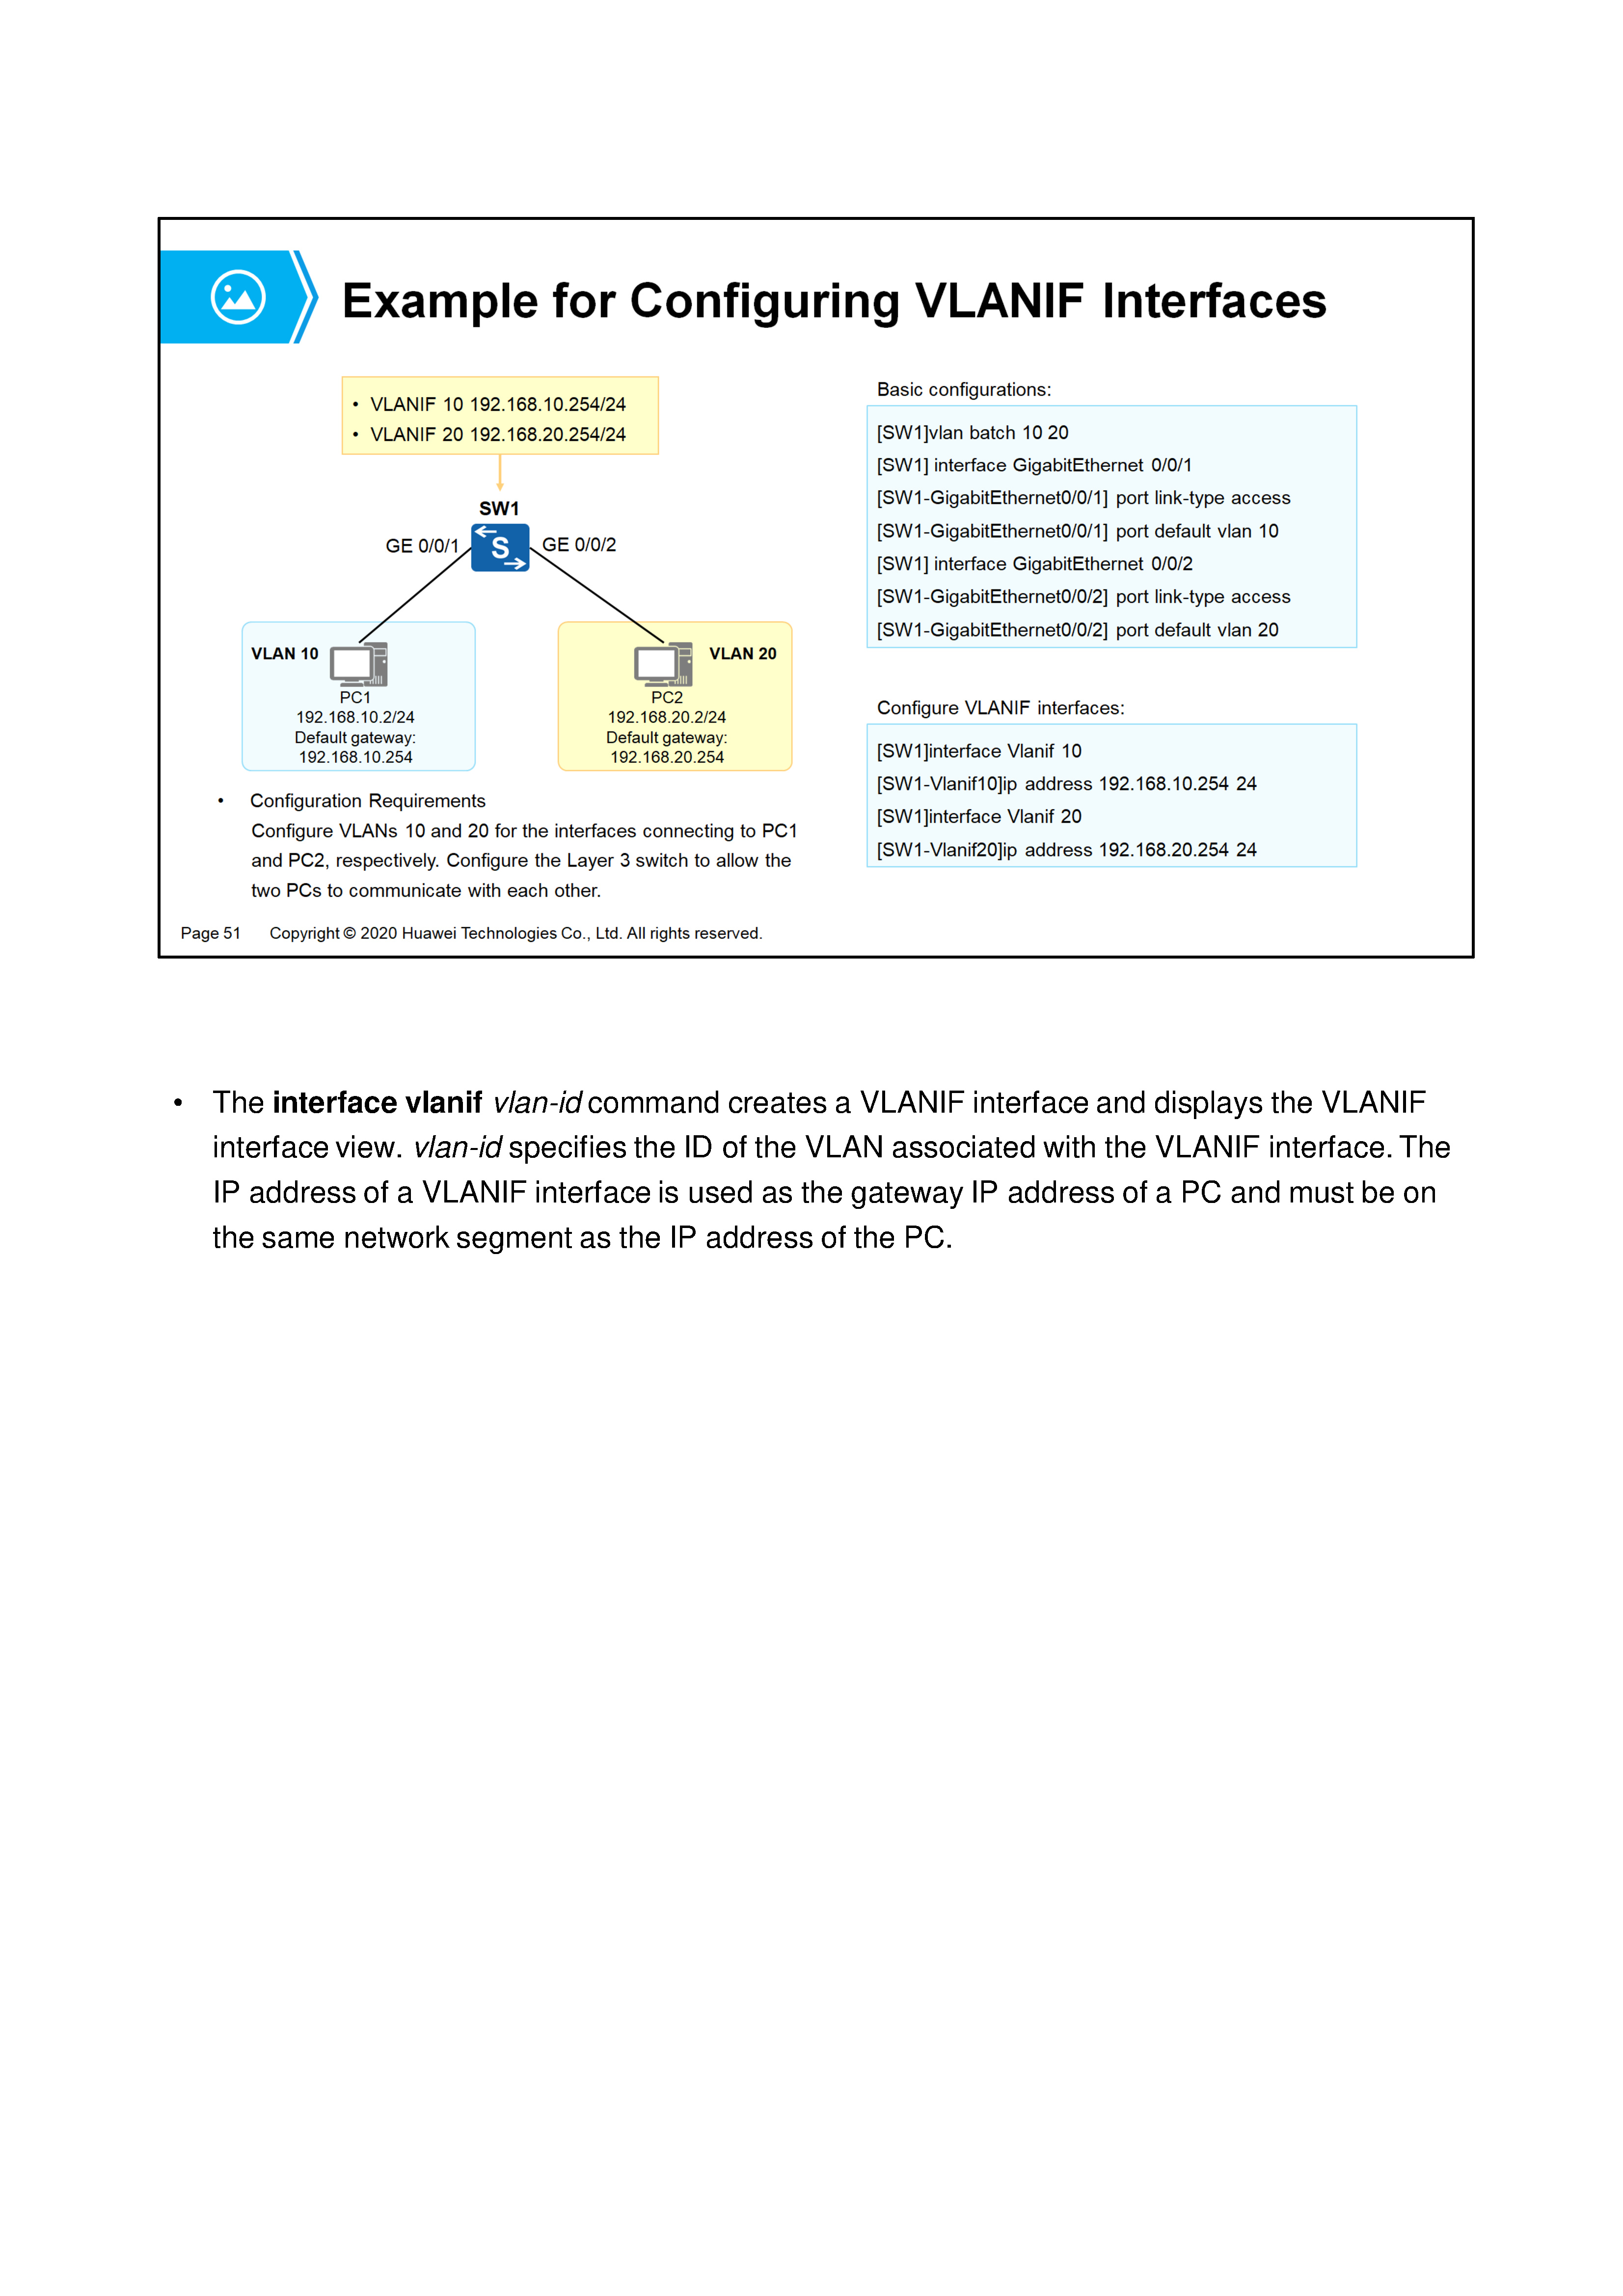 Example for Configuring VLANIF Interfaces
• VLANIF 10 192.168.10.254/24
• VLANIF 20 192.168.20.254/24
SW1
GE 0/0/1
S
GE 0/0/2
VLAN 10
PC1
192.168.10.2/24
Default gateway:
192.168.10.254
VLAN 20
PC2
192.168.20.2/24
Default gateway:
192.168.20.254
• Configuration Requirements
Configure VLANs 10 and 20 for the interfaces connecting to PC1
and PC2, respectively. Configure the Layer 3 switch to allow the
two PCs to communicate with each other.
Basic configurations:
[SW1]vlan batch 10 20
[SW1] interface GigabitEthernet 0/0/1
[SW1-GigabitEthernet0/0/1] port link-type access
[SW1-GigabitEthernet0/0/1] port default vlan 10
[SW1] interface GigabitEthernet 0/0/2
[SW1-GigabitEthernet0/0/2] port link-type access
[SW1-GigabitEthernet0/0/2] port default vlan 20
Configure VLANIF interfaces:
[SW1]interface Vlanif 10
[SW1-Vlanif10]ip address 192.168.10.254 24
[SW1]interface Vlanif 20
[SW1-Vlanif20]ip address 192.168.20.254 24
Page 51 Copyright © 2020 Huawei Technologies Co., Ltd. All rights reserved.
• The interface vlanif vlan-id command creates a VLANIF interface and displays the VLANIF
interface view. vlan-id specifies the ID of the VLAN associated with the VLANIF interface. The
IP address of a VLANIF interface is used as the gateway IP address of a PC and must be on
the same network segment as the IP address of the PC.